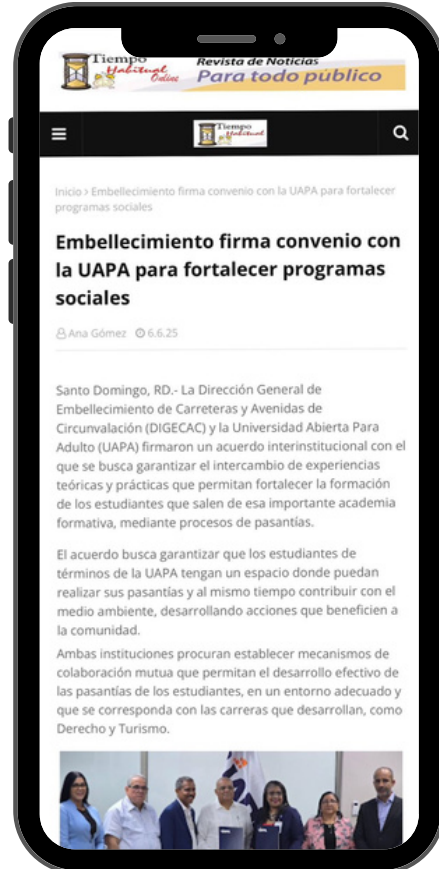 Tiempo
Habitual
Online
Revista de Noticias
Para todo público
Tiempo
Habitual
Inicio › Embellecimiento firma convenio con la UAPA para fortalecer
programas sociales
Embellecimiento firma convenio con
la UAPA para fortalecer programas
sociales
Ana Gómez 6.6.25
Santo Domingo, RD.- La Dirección General de
Embellecimiento de Carreteras y Avenidas de
Circunvalación (DIGECAC) y la Universidad Abierta Para
Adulto (UAPA) firmaron un acuerdo interinstitucional con el
que se busca garantizar el intercambio de experiencias
teóricas y prácticas que permitan fortalecer la formación
de los estudiantes que salen de esa importante academia
formativa, mediante procesos de pasantías.
El acuerdo busca garantizar que los estudiantes de
términos de la UAPA tengan un espacio donde puedan
realizar sus pasantías y al mismo tiempo contribuir con el
medio ambiente, desarrollando acciones que beneficien a
la comunidad.
Ambas instituciones procuran establecer mecanismos de
colaboración mutua que permitan el desarrollo efectivo de
las pasantías de los estudiantes, en un entorno adecuado y
que se corresponda con las carreras que desarrollan, como
Derecho y Turismo.